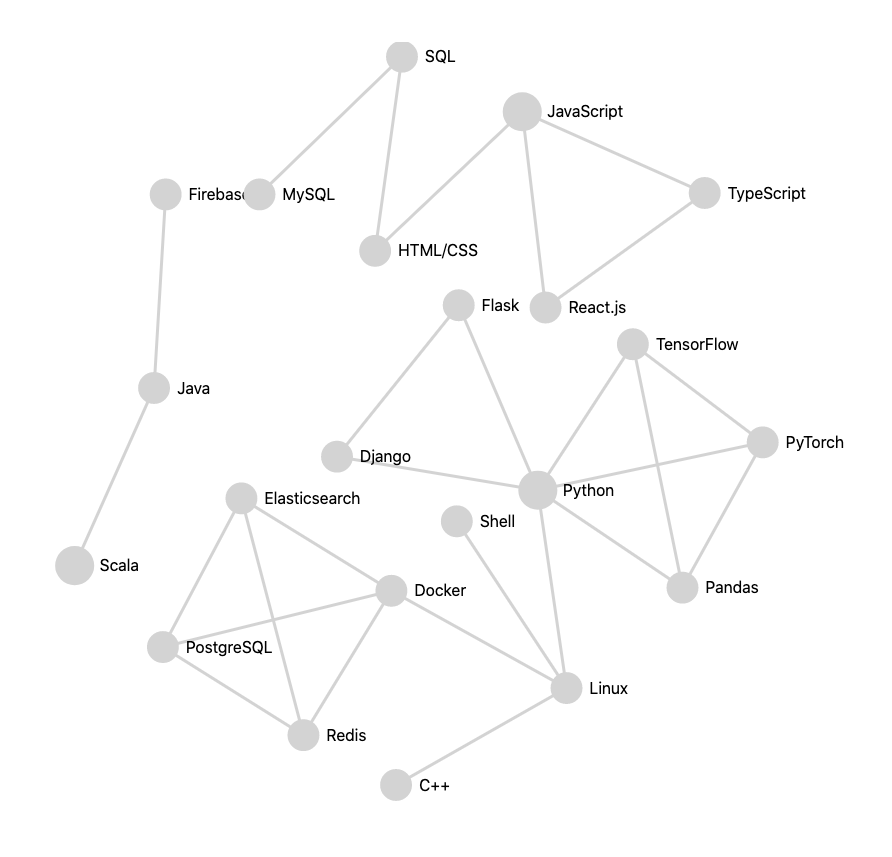 SQL
JavaScript
TypeScript
Firebas
MySQL
HTML/CSS
Flask
React.js
TensorFlow
Java
PyTorch
Django
Python
Elasticsearch
Shell
Scala
Pandas
Docker
PostgreSQL
Linux
Redis
C++